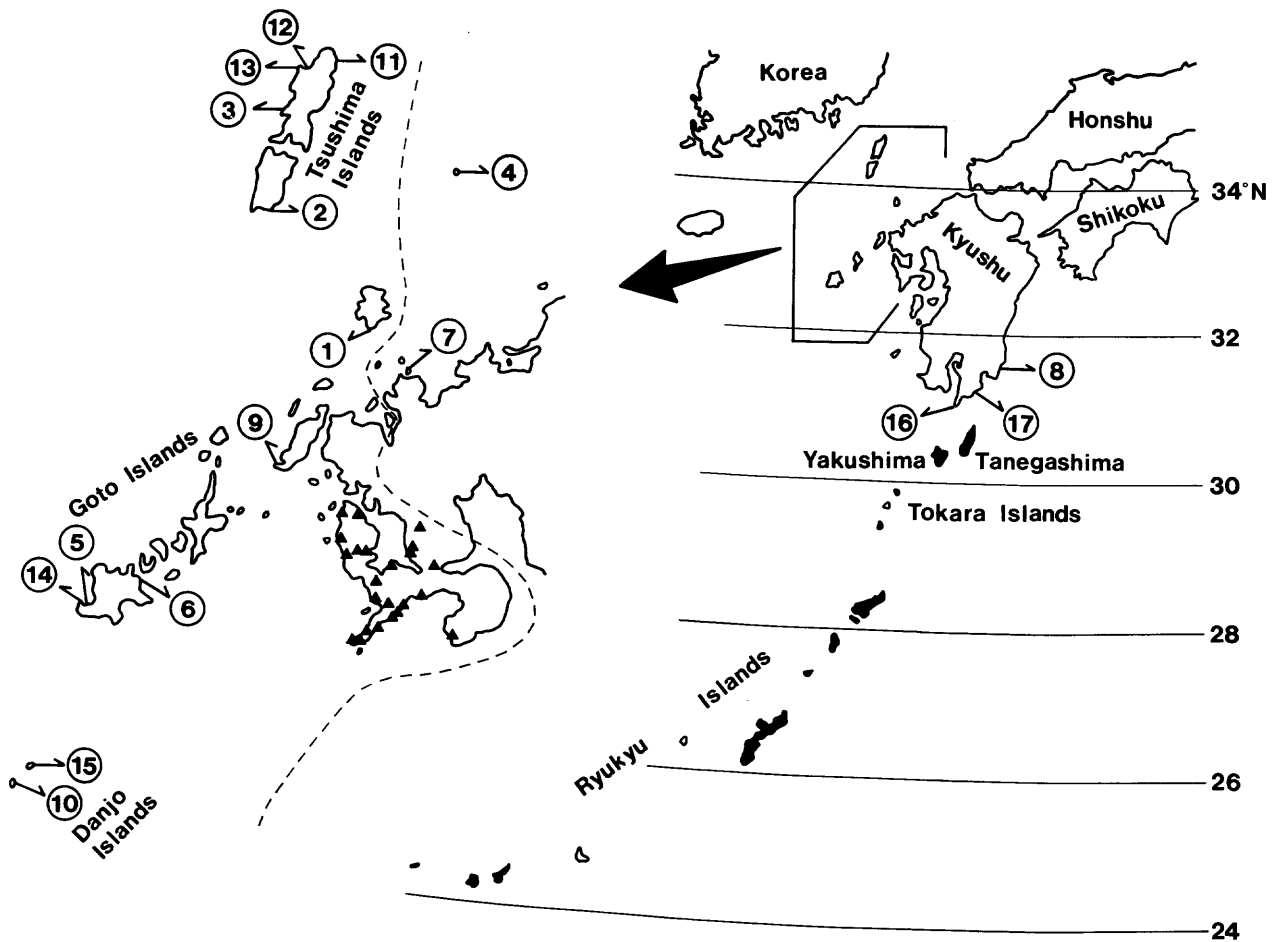 12
13
11
3
Tsushima
Islands
2
4
1
7
9
Goto Islands
5
14
6
15
10
Danjo
Islands
Korea
Honshu
34°N
Shikoku
Kyushu
32
8
16
17
Yakushima
Tanegashima
30
Tokara Islands
28
Ryukyu Islands
26
24